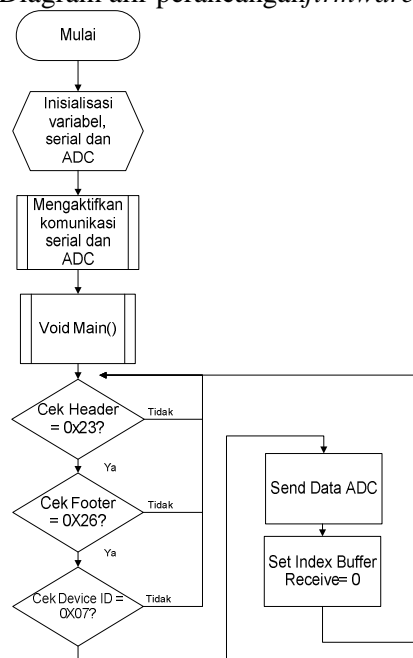 Diagram alir perancangan firmware
Mulai
Inisialisasi
variabel,
serial dan
ADC
Mengaktifkan
komunikasi
serial dan
ADC
Void Main()
Cek Header
= 0x23?
Tidak
Ya
Cek Footer
= 0X26?
Tidak
Ya
Cek Device ID =
0X07?
Tidak
Send Data ADC
Set Index Buffer
Receive= 0